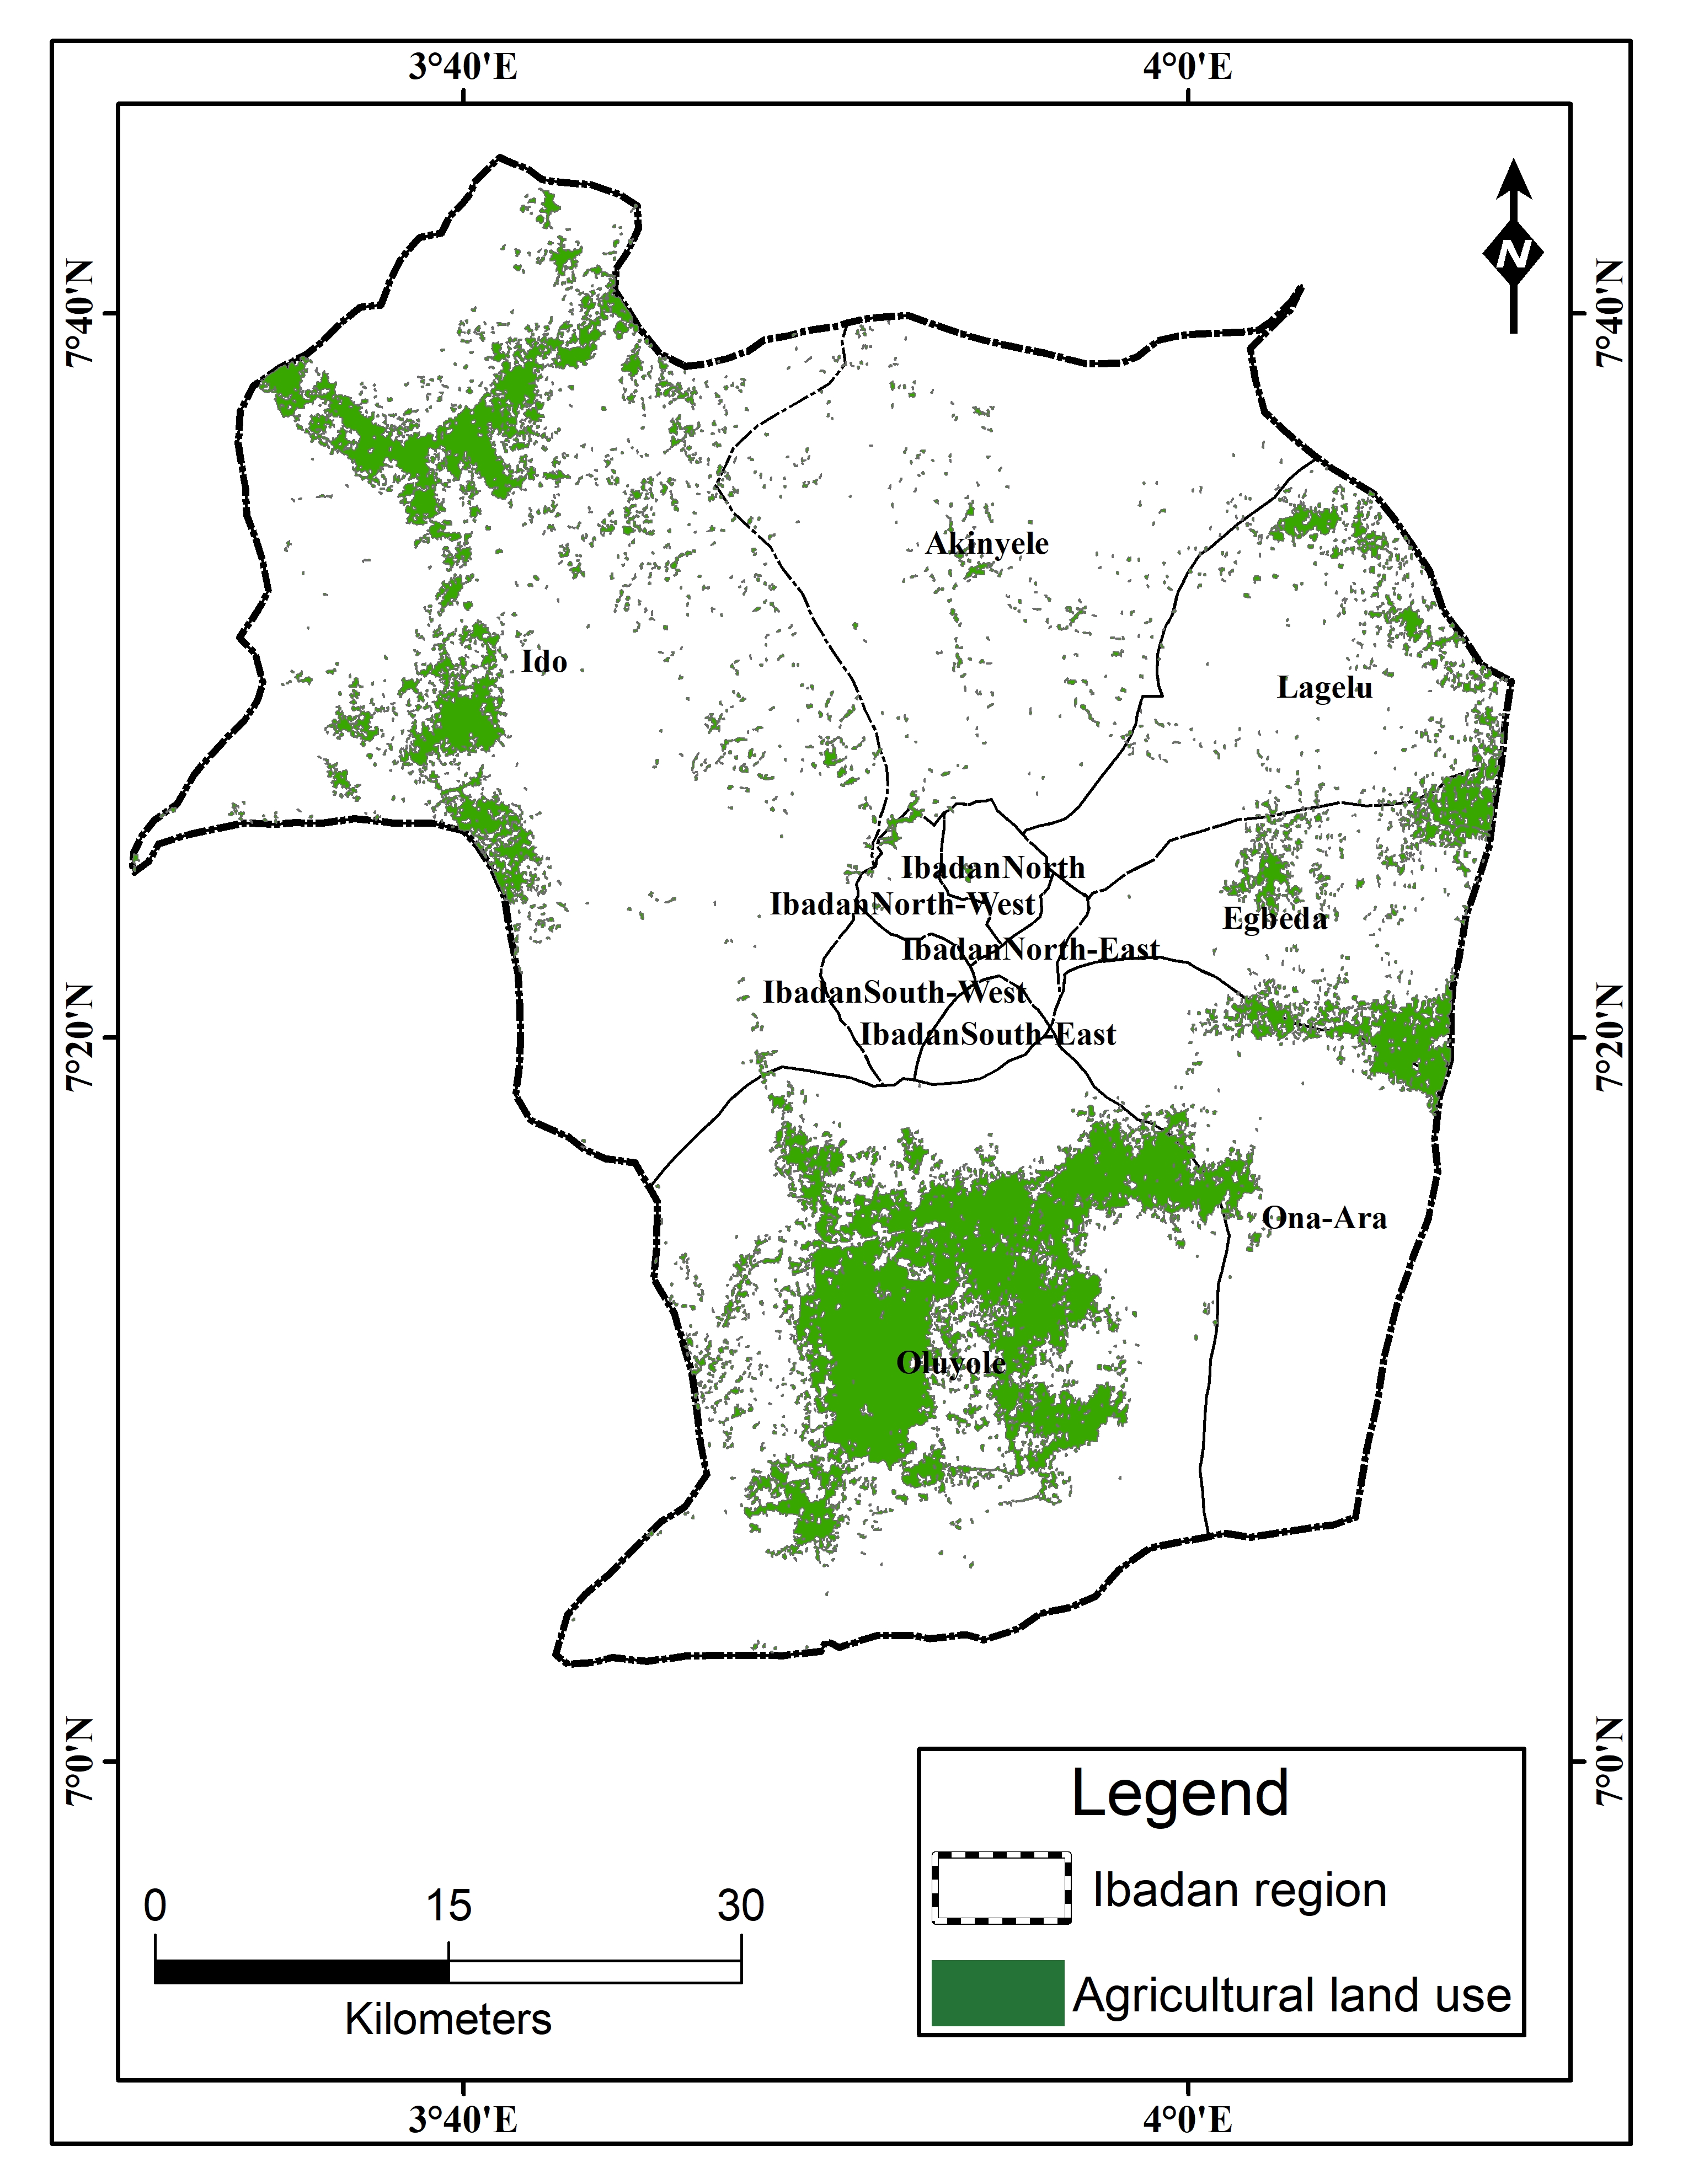 3°40'E 4°0'E
N
7°40'N 7°40'N
Akinyele
Ido
Lagelu
IbadanNorth
IbadanNorth-West
Egbeda
IbadanNorth-East
IbadanSouth-West
7°20'N 7°20'N
IbadanSouth-East
Ona-Ara
Oluyole
7°0'N 7°0'N
Legend
Ibadan region
Agricultural land use
0 15 30
Kilometers
3°40'E 4°0'E